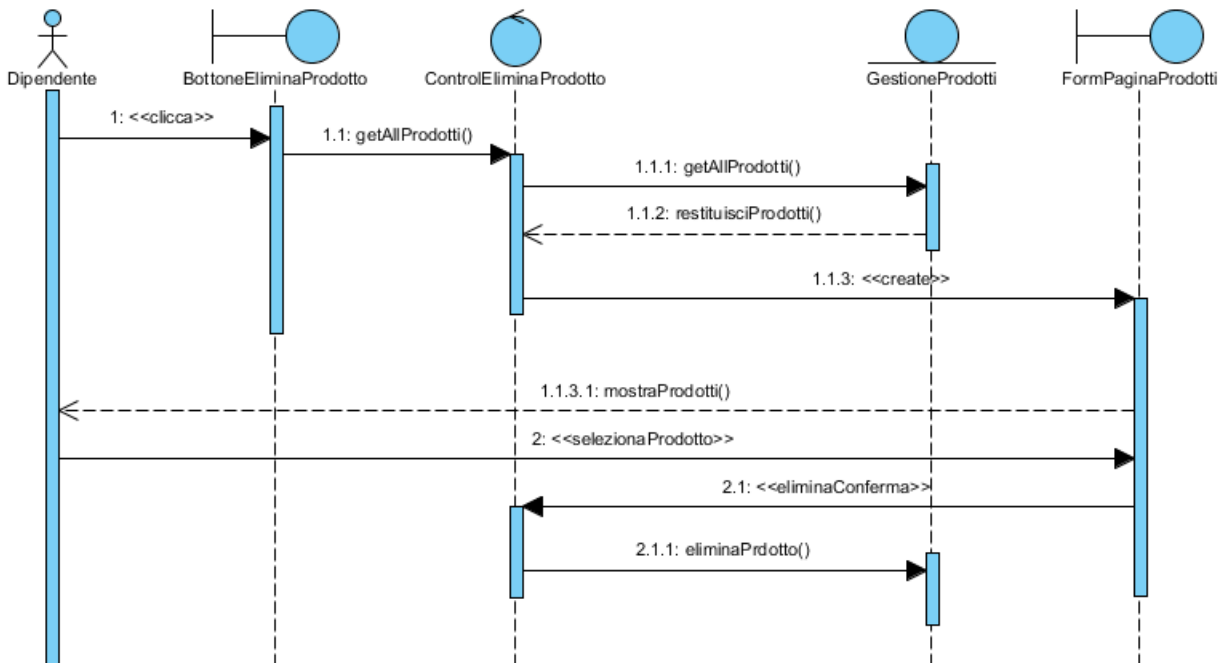 Dipendente
BottoneEliminaProdotto
ControlEliminaProdotto
GestioneProdotti
FormPaginaProdotti
1: <<clicca>>
1.1: getAllProdotti()
1.1.1: getAllProdotti()
1.1.2: restituisciProdotti()
1.1.3: <<create>>
1.1.3.1: mostraProdotti()
2: <<selezionaProdotto>>
2.1: <<eliminaConferma>>
2.1.1: eliminaPrdotto()